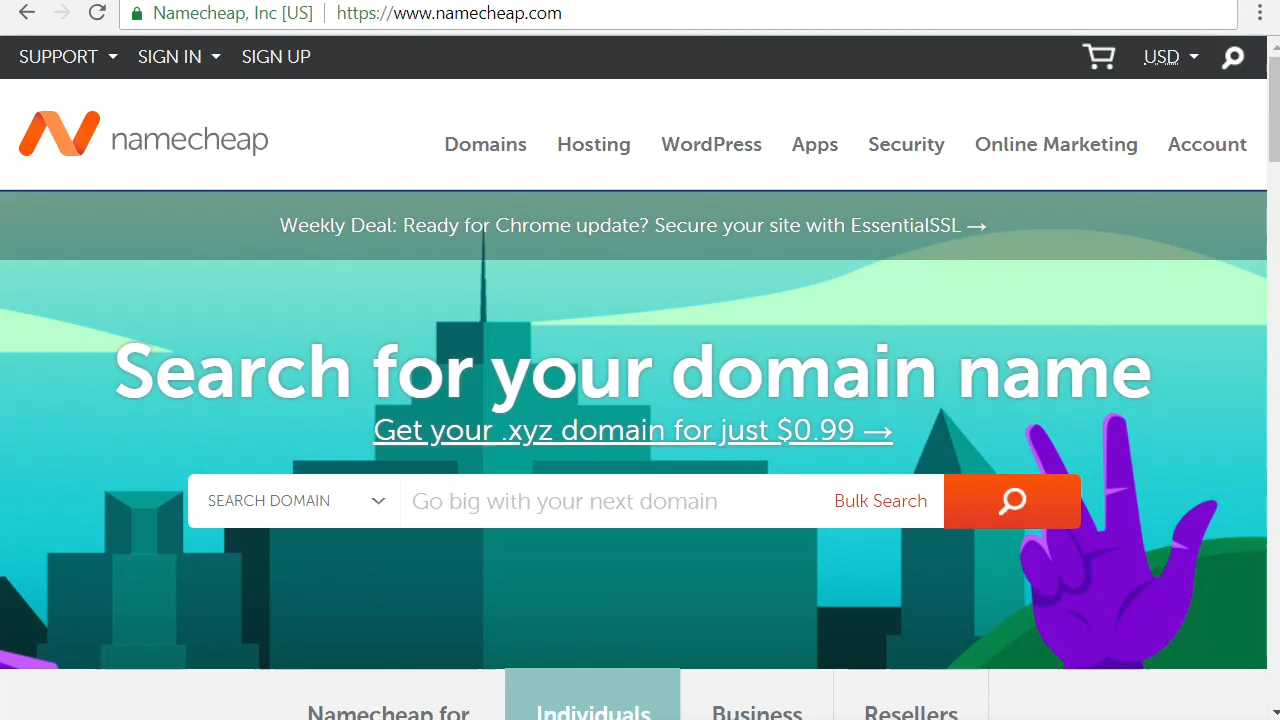 Namecheap, Inc [US] https://www.namecheap.com
SUPPORT SIGN IN SIGN UP USD
namecheap Domains Hosting WordPress Apps Security Online Marketing Account
Weekly Deal: Ready for Chrome update? Secure your site with EssentialSSL →
Search for your domain name
Get your .xyz domain for just $0.99 →
SEARCH DOMAIN Go big with your next domain Bulk Search
Namecheap for Individuals Business Resellers